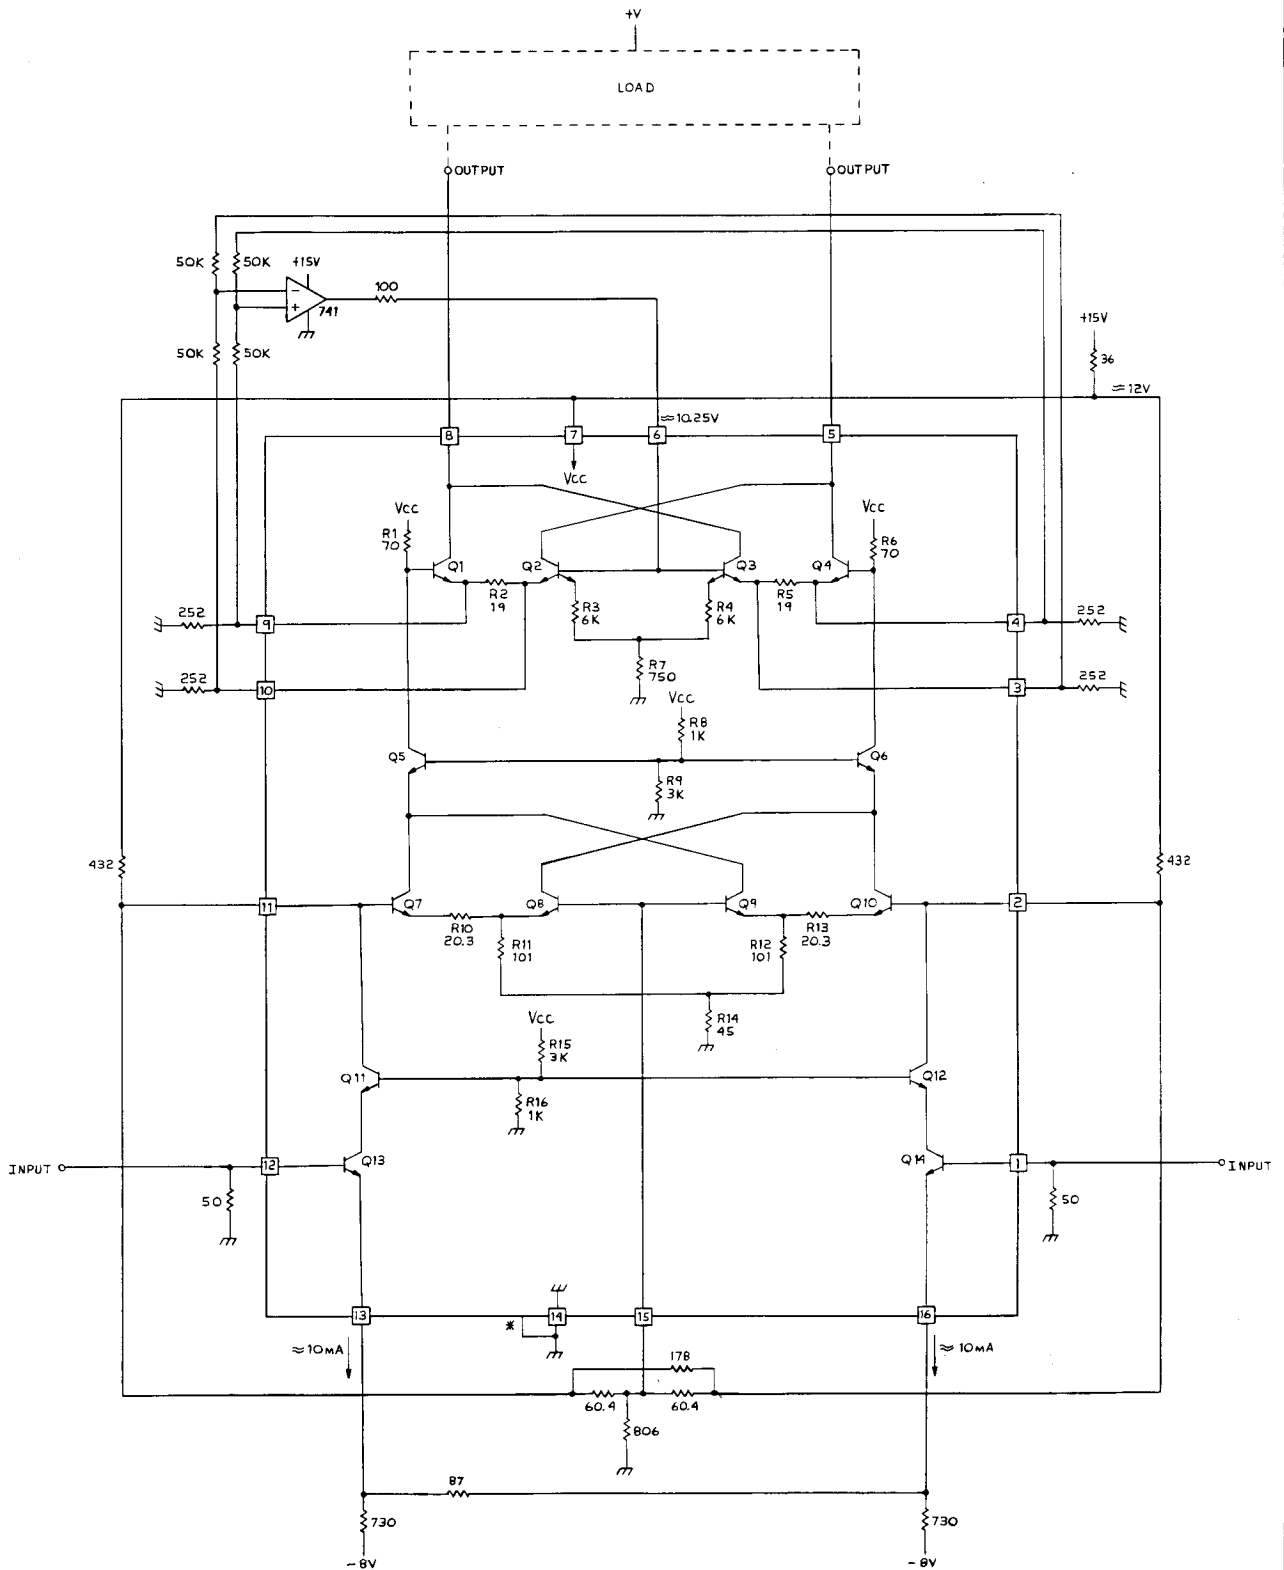 +V
LOAD
OUTPUT
OUTPUT
50K
50K
+15V
−
+
741
100
50K
50K
+15V
36
≈12V
≈10.25V
8
7
6
5
VCC
VCC
VCC
R1
70
R6
70
Q1
Q2
Q3
Q4
R2
19
R5
19
R3
6K
R4
6K
252
9
4
252
R7
750
252
10
3
252
VCC
R8
1K
Q5
Q6
R9
3K
432
432
11
Q7
Q8
Q9
Q10
2
R10
20.3
R13
20.3
R11
101
R12
101
R14
45
VCC
R15
3K
Q11
Q12
R16
1K
INPUT
12
Q13
Q14
1
INPUT
50
50
13
14
15
16
*
≈10MA
≈10MA
178
60.4
60.4
806
87
730
730
−8V
−8V